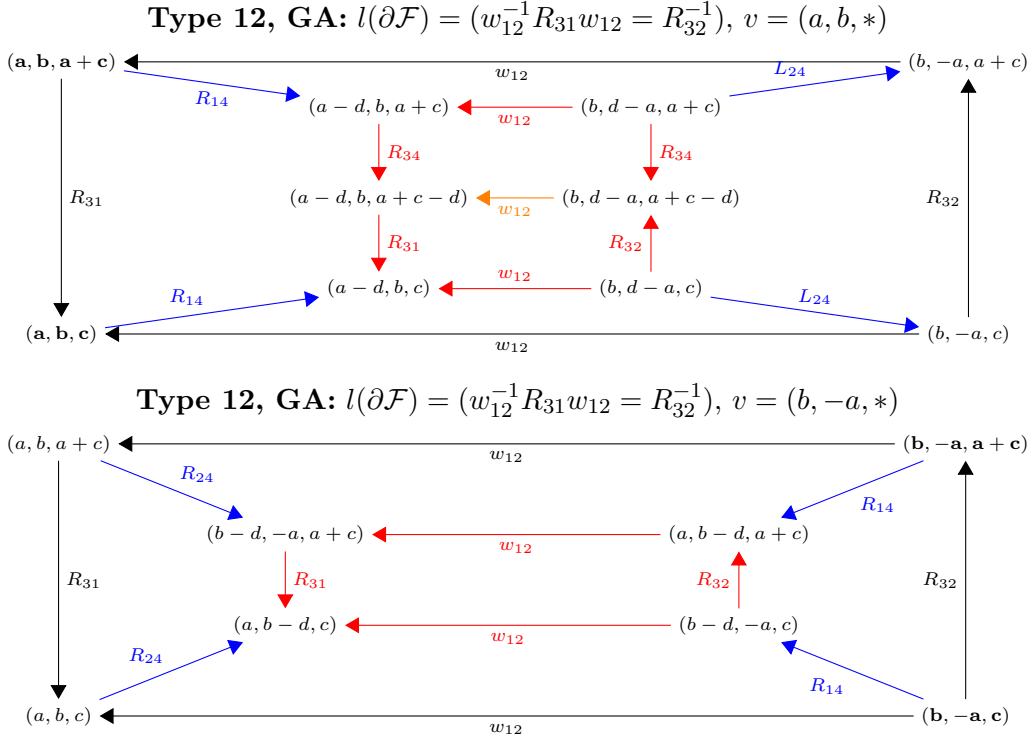 Type 12, GA: l(∂ℱ) = (w₁₂⁻¹R₃₁w₁₂ = R₃₂⁻¹), v = (a, b, ∗)
(a, b, a + c) w₁₂ (b, −a, a + c)
R₁₄ L₂₄
(a − d, b, a + c) w₁₂ (b, d − a, a + c)
R₃₄ R₃₄
R₃₁ (a − d, b, a + c − d) w₁₂ (b, d − a, a + c − d) R₃₂
R₃₁ R₃₂
(a − d, b, c) w₁₂ (b, d − a, c)
R₁₄ L₂₄
(a, b, c) w₁₂ (b, −a, c)
Type 12, GA: l(∂ℱ) = (w₁₂⁻¹R₃₁w₁₂ = R₃₂⁻¹), v = (b, −a, ∗)
(a, b, a + c) w₁₂ (b, −a, a + c)
R₂₄ R₁₄
(b − d, −a, a + c) w₁₂ (a, b − d, a + c)
R₃₁ R₃₁ R₃₂ R₃₂
(a, b − d, c) w₁₂ (b − d, −a, c)
R₂₄ R₁₄
(a, b, c) w₁₂ (b, −a, c)